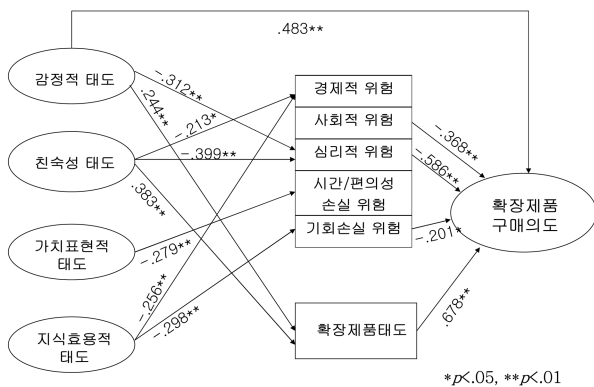 .483**
감정적 태도
친숙성 태도
가치표현적
태도
지식효용적
태도
-.312**
.244**
-.213*
-.399**
.383**
-.279**
-.256**
-.298**
경제적 위험
사회적 위험
심리적 위험
시간/편의성
손실 위험
기회손실 위험
확장제품태도
-.368**
-.586**
-.201*
.678**
확장제품
구매의도
*p<.05, **p<.01